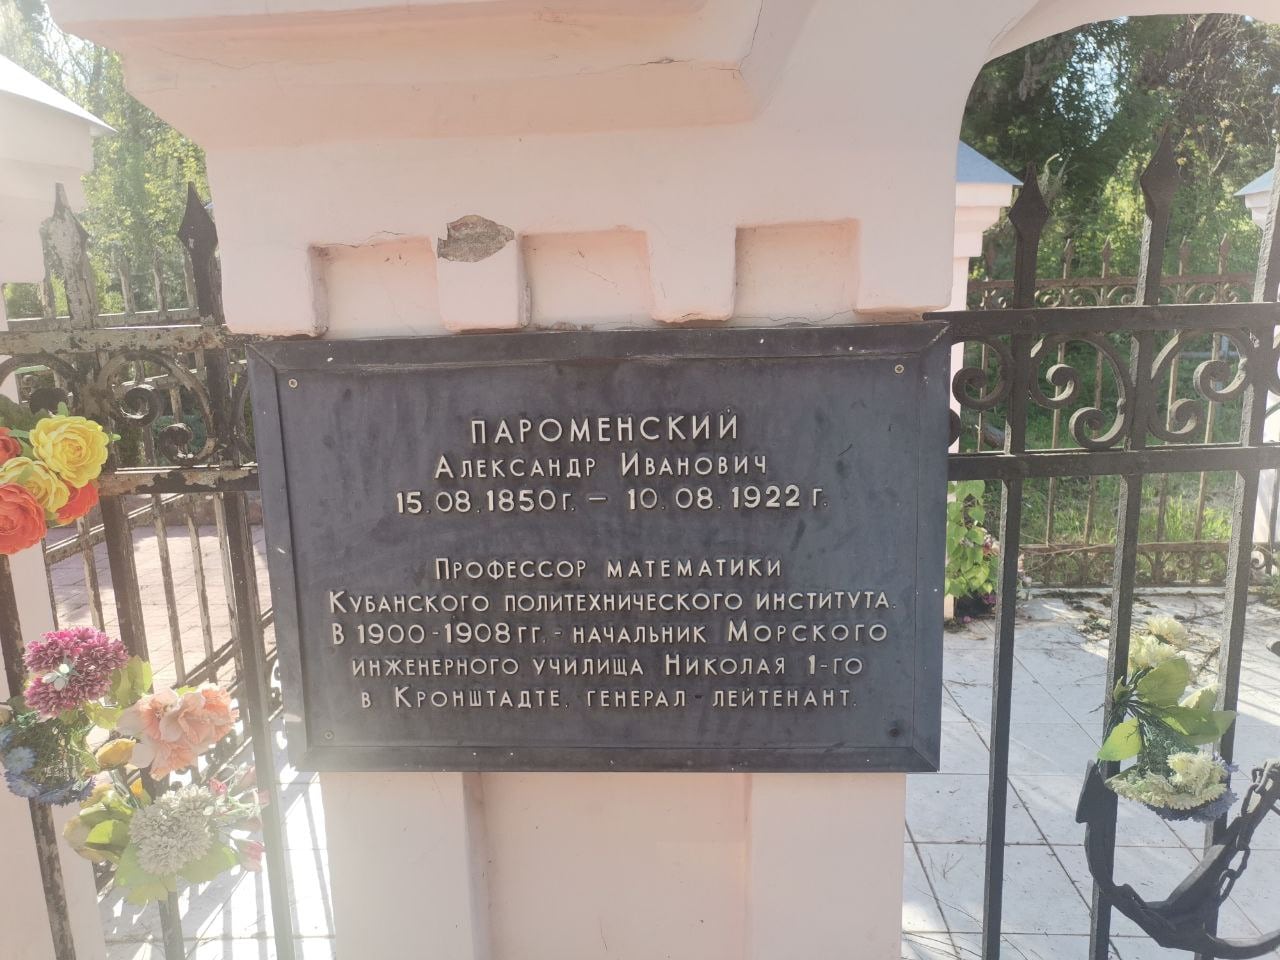 ПАРОМЕНСКИЙ
АЛЕКСАНДР ИВАНОВИЧ
15.08.1850г. – 10.08.1922 г.
ПРОФЕССОР МАТЕМАТИКИ
КУБАНСКОГО ПОЛИТЕХНИЧЕСКОГО ИНСТИТУТА.
В 1900-1908 ГГ. - НАЧАЛЬНИК МОРСКОГО
ИНЖЕНЕРНОГО УЧИЛИЩА НИКОЛАЯ 1-ГО
В КРОНШТАДТЕ, ГЕНЕРАЛ-ЛЕЙТЕНАНТ.